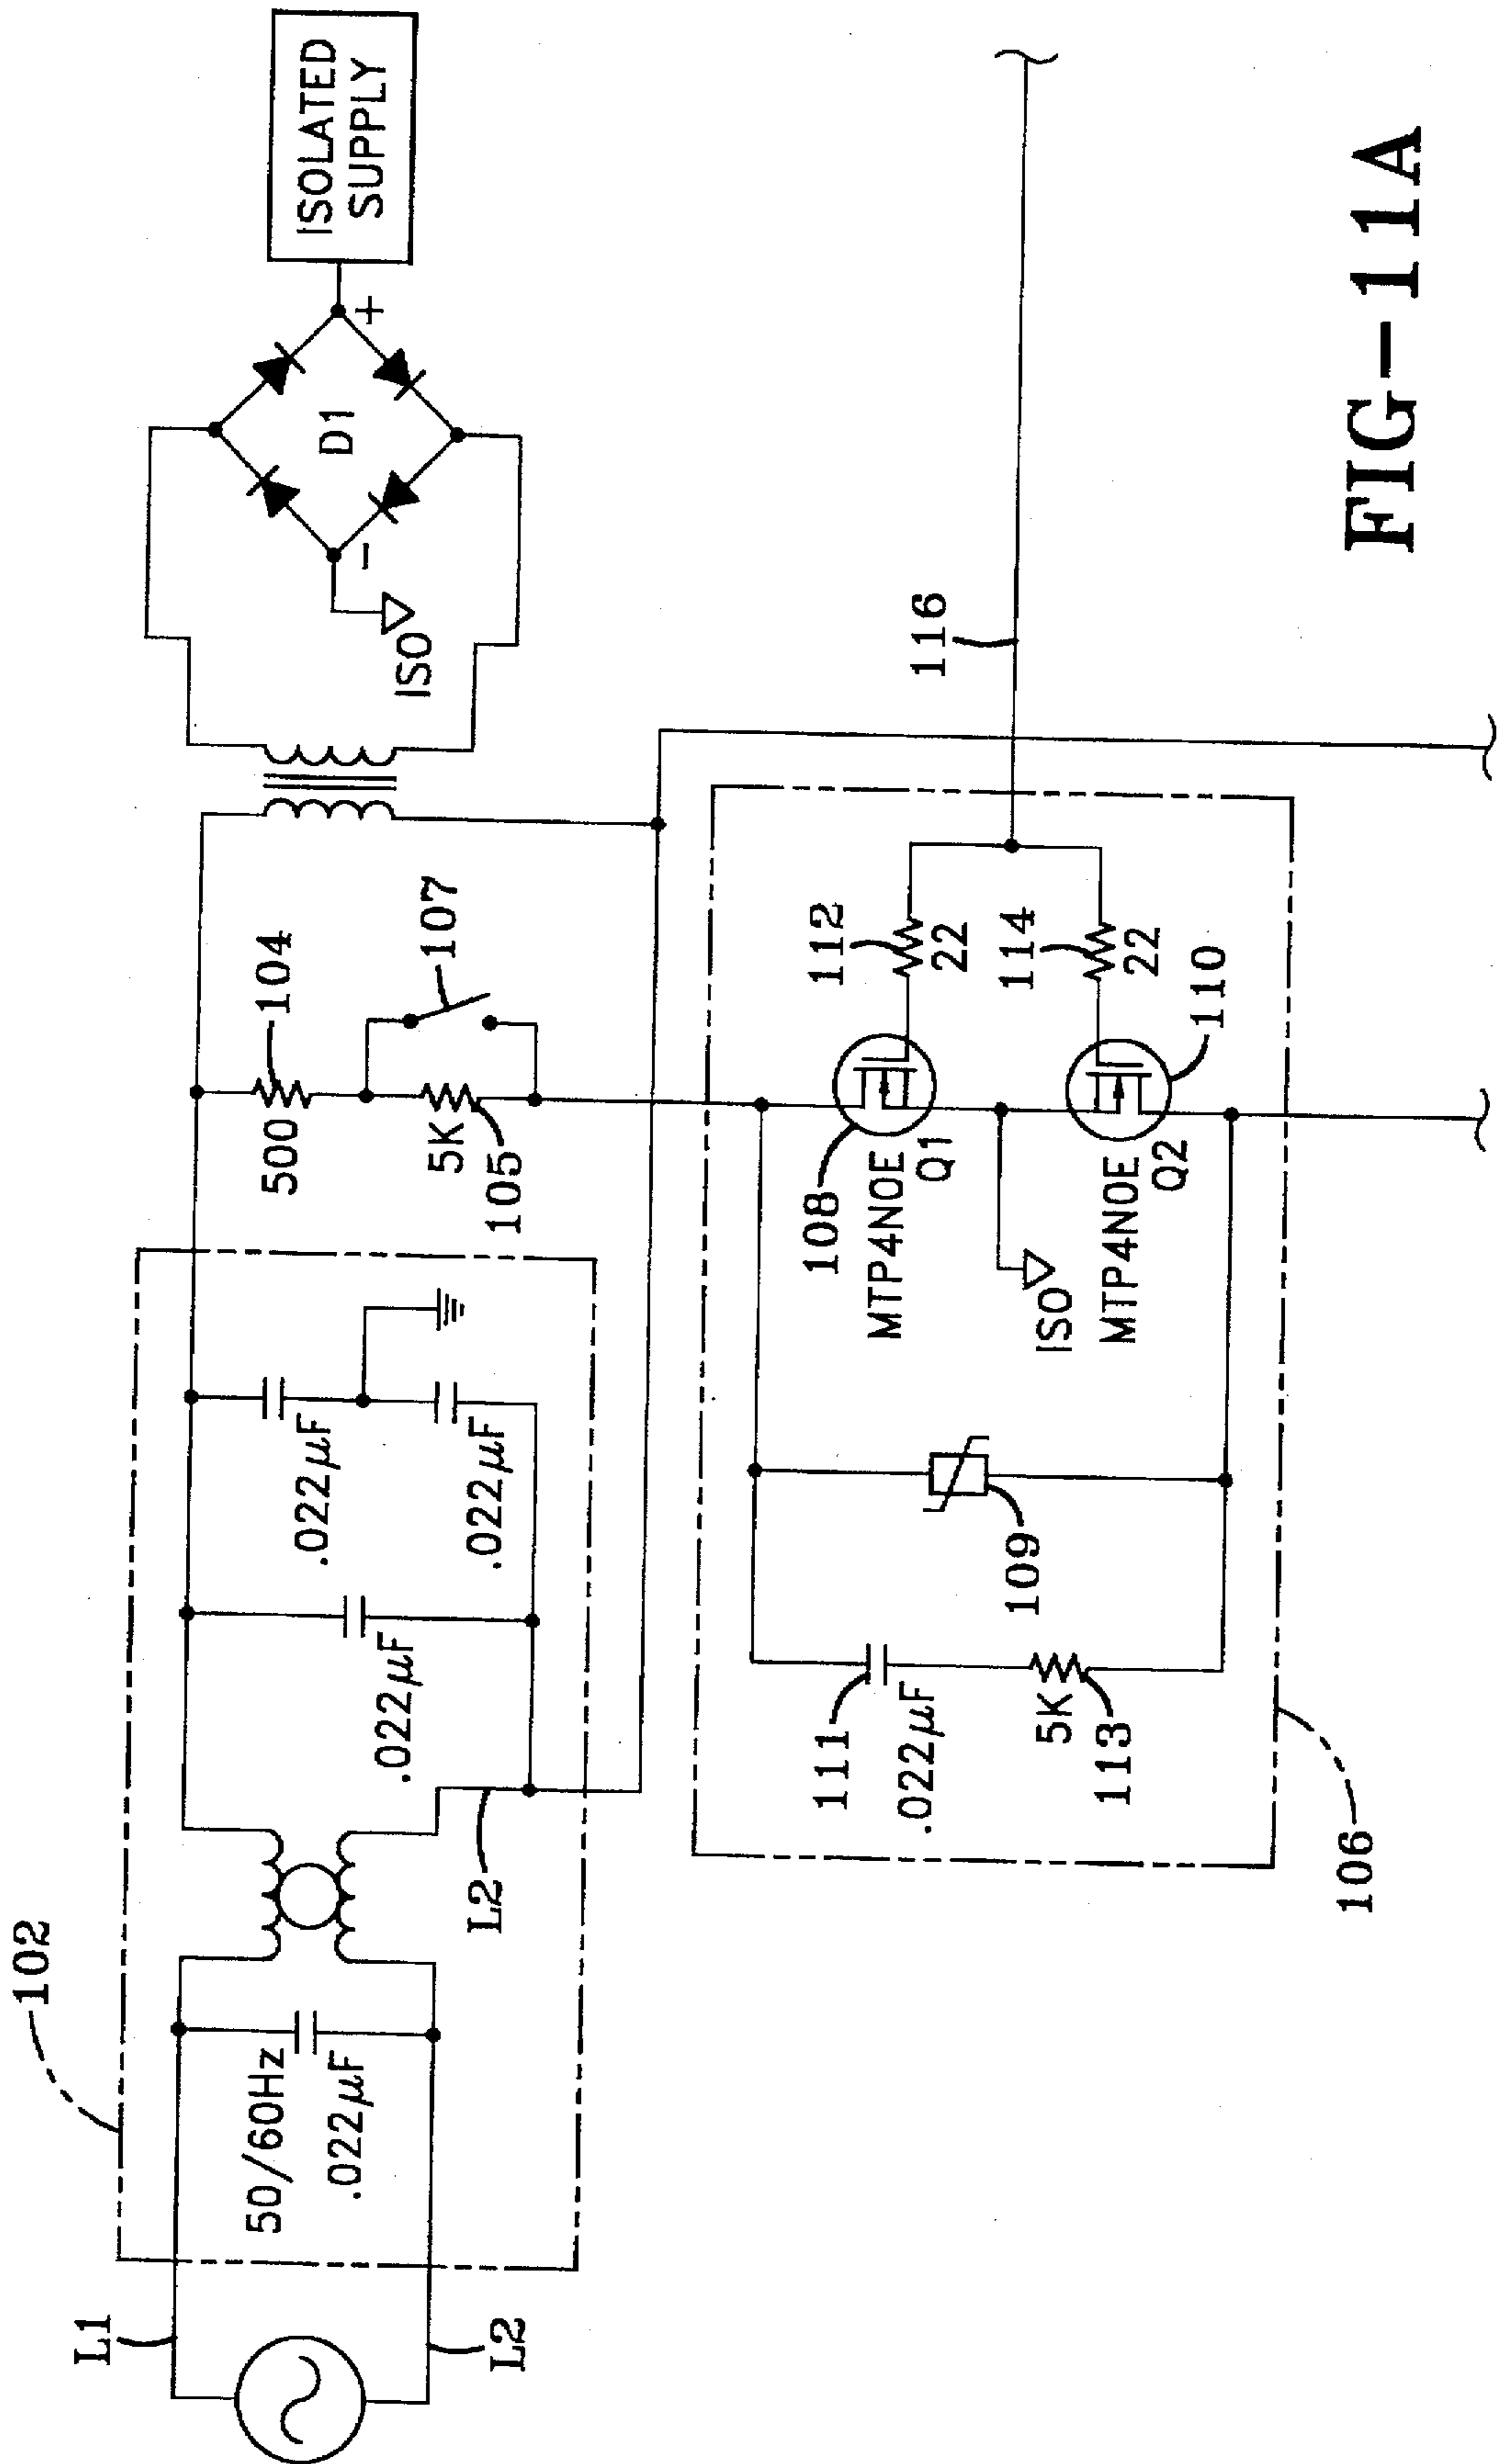 102
L1
L2
50/60Hz
.022µF
L2
.022µF
.022µF
.022µF
500
104
5K
105
107
D1
+
−
ISO
ISOLATED
SUPPLY
111
.022µF
5K
113
109
108
MTP4N0E
Q1
ISO
MTP4N0E
Q2
110
112
22
114
22
116
106
FIG-11A